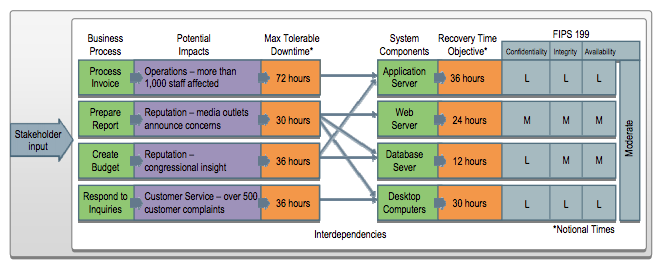 Business Process
Potential Impacts
Max Tolerable Downtime*
System Components
Recovery Time Objective*
FIPS 199
Confidentiality Integrity Availability
Stakeholder input
Process Invoice
Operations – more than 1,000 staff affected
72 hours
Application Server
36 hours
L L L
Prepare Report
Reputation – media outlets announce concerns
30 hours
Web Server
24 hours
M M M
Create Budget
Reputation – congressional insight
36 hours
Database Sever
12 hours
L M M
Respond to Inquiries
Customer Service – over 500 customer complaints
36 hours
Desktop Computers
30 hours
L L L
Moderate
Interdependencies
*Notional Times